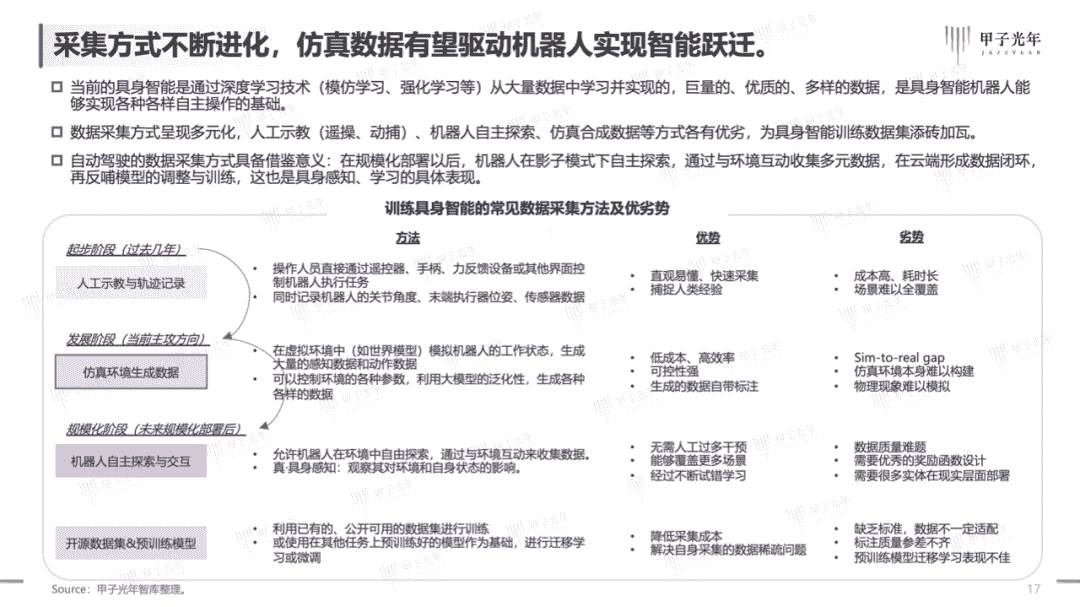 采集方式不断进化，仿真数据有望驱动机器人实现智能跃迁。
甲子光年
JAZZYEAR
当前的具身智能是通过深度学习技术（模仿学习、强化学习等）从大量数据中学习并实现的，巨量的、优质的、多样的数据，是具身智能机器人能
够实现各种各样自主操作的基础。
数据采集方式呈现多元化，人工示教（遥操、动捕）、机器人自主探索、仿真合成数据等方式各有优劣，为具身智能训练数据集添砖加瓦。
自动驾驶的数据采集方式具备借鉴意义：在规模化部署以后，机器人在影子模式下自主探索，通过与环境互动收集多元数据，在云端形成数据闭环，
再反哺模型的调整与训练，这也是具身感知、学习的具体表现。
训练具身智能的常见数据采集方法及优劣势
方法
优势
劣势
起步阶段（过去几年）
人工示教与轨迹记录
• 操作人员直接通过遥控器、手柄、力反馈设备或其他界面控
制机器人执行任务
• 同时记录机器人的关节角度、末端执行器位姿、传感器数据
• 直观易懂、快速采集
• 捕捉人类经验
• 成本高、耗时长
• 场景难以全覆盖
发展阶段（当前主攻方向）
仿真环境生成数据
• 在虚拟环境中（如世界模型）模拟机器人的工作状态，生成
大量的感知数据和动作数据
• 可以控制环境的各种参数，利用大模型的泛化性，生成各种
各样的数据
• 低成本、高效率
• 可控性强
• 生成的数据自带标注
• Sim-to-real gap
• 仿真环境本身难以构建
• 物理现象难以模拟
规模化阶段（未来规模化部署后）
机器人自主探索与交互
• 允许机器人在环境中自由探索，通过与环境互动来收集数据。
• 真·具身感知：观察其对环境和自身状态的影响。
• 无需人工过多干预
• 能够覆盖更多场景
• 经过不断试错学习
• 数据质量难题
• 需要优秀的奖励函数设计
• 需要很多实体在现实层面部署
开源数据集&预训练模型
• 利用已有的、公开可用的数据集进行训练
• 或使用在其他任务上预训练好的模型作为基础，进行迁移学
习或微调
• 降低采集成本
• 解决自身采集的数据稀疏问题
• 缺乏标准，数据不一定适配
• 标注质量参差不齐
• 预训练模型迁移学习表现不佳
Source：甲子光年智库整理。
17